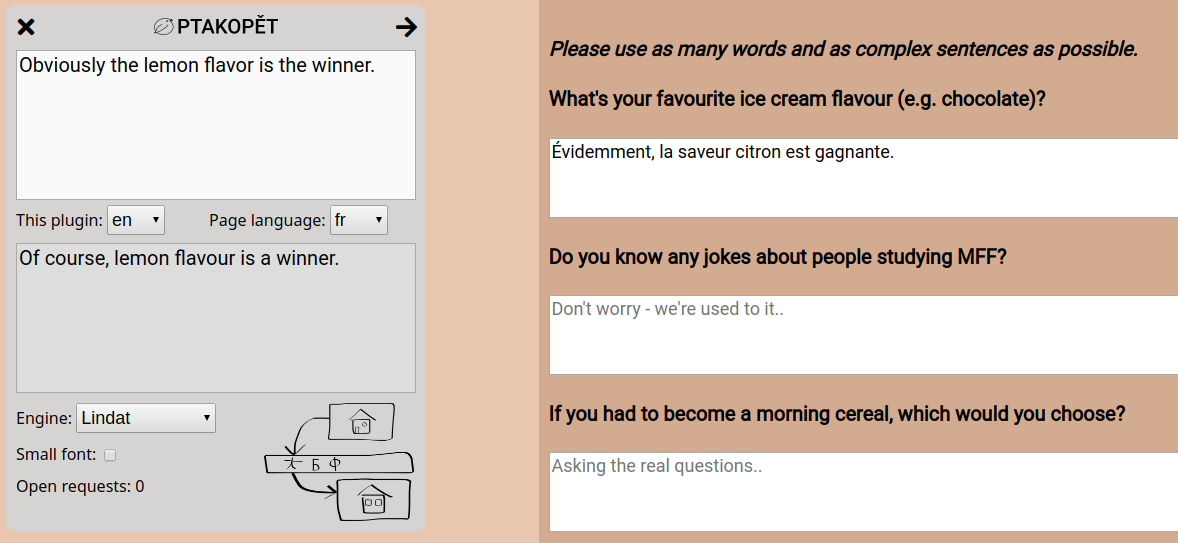 PTAKOPĚT
Obviously the lemon flavor is the winner.
This plugin: en Page language: fr
Of course, lemon flavour is a winner.
Engine: Lindat
Small font:
Open requests: 0
大 Б Ф
Please use as many words and as complex sentences as possible.
What's your favourite ice cream flavour (e.g. chocolate)?
Évidemment, la saveur citron est gagnante.
Do you know any jokes about people studying MFF?
Don't worry - we're used to it..
If you had to become a morning cereal, which would you choose?
Asking the real questions..